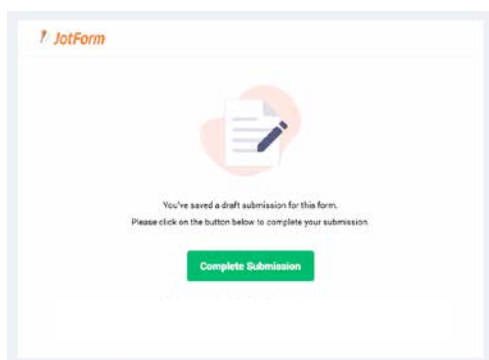 JotForm
You've saved a draft submission for this form.
Please click on the button below to complete your submission.
Complete Submission